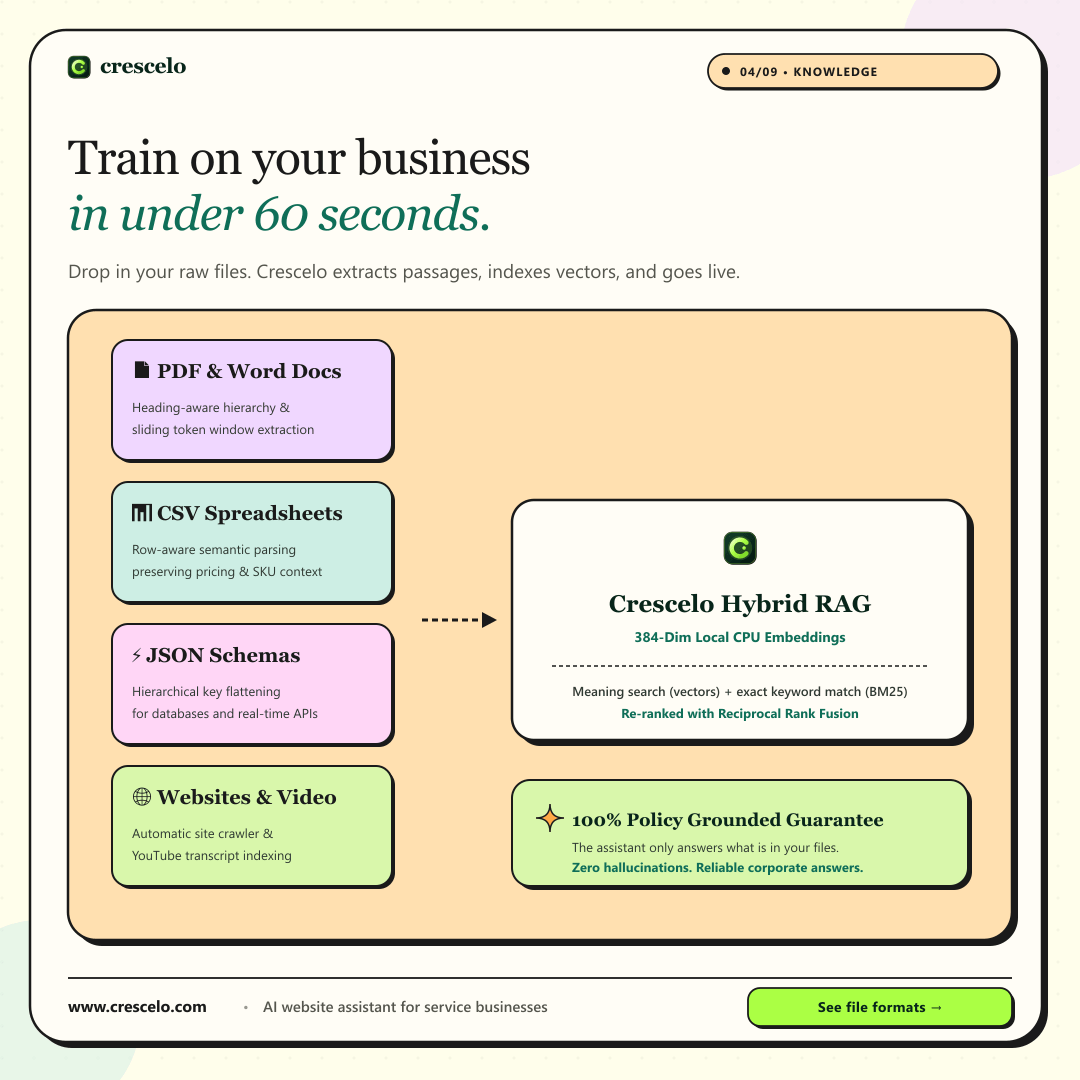 crescelo
04/09 • KNOWLEDGE
Train on your business
in under 60 seconds.
Drop in your raw files. Crescelo extracts passages, indexes vectors, and goes live.
PDF & Word Docs
Heading-aware hierarchy &
sliding token window extraction
CSV Spreadsheets
Row-aware semantic parsing
preserving pricing & SKU context
⚡ JSON Schemas
Hierarchical key flattening
for databases and real-time APIs
Websites & Video
Automatic site crawler &
YouTube transcript indexing
Crescelo Hybrid RAG
384-Dim Local CPU Embeddings
Meaning search (vectors) + exact keyword match (BM25)
Re-ranked with Reciprocal Rank Fusion
100% Policy Grounded Guarantee
The assistant only answers what is in your files.
Zero hallucinations. Reliable corporate answers.
www.crescelo.com • AI website assistant for service businesses
See file formats →